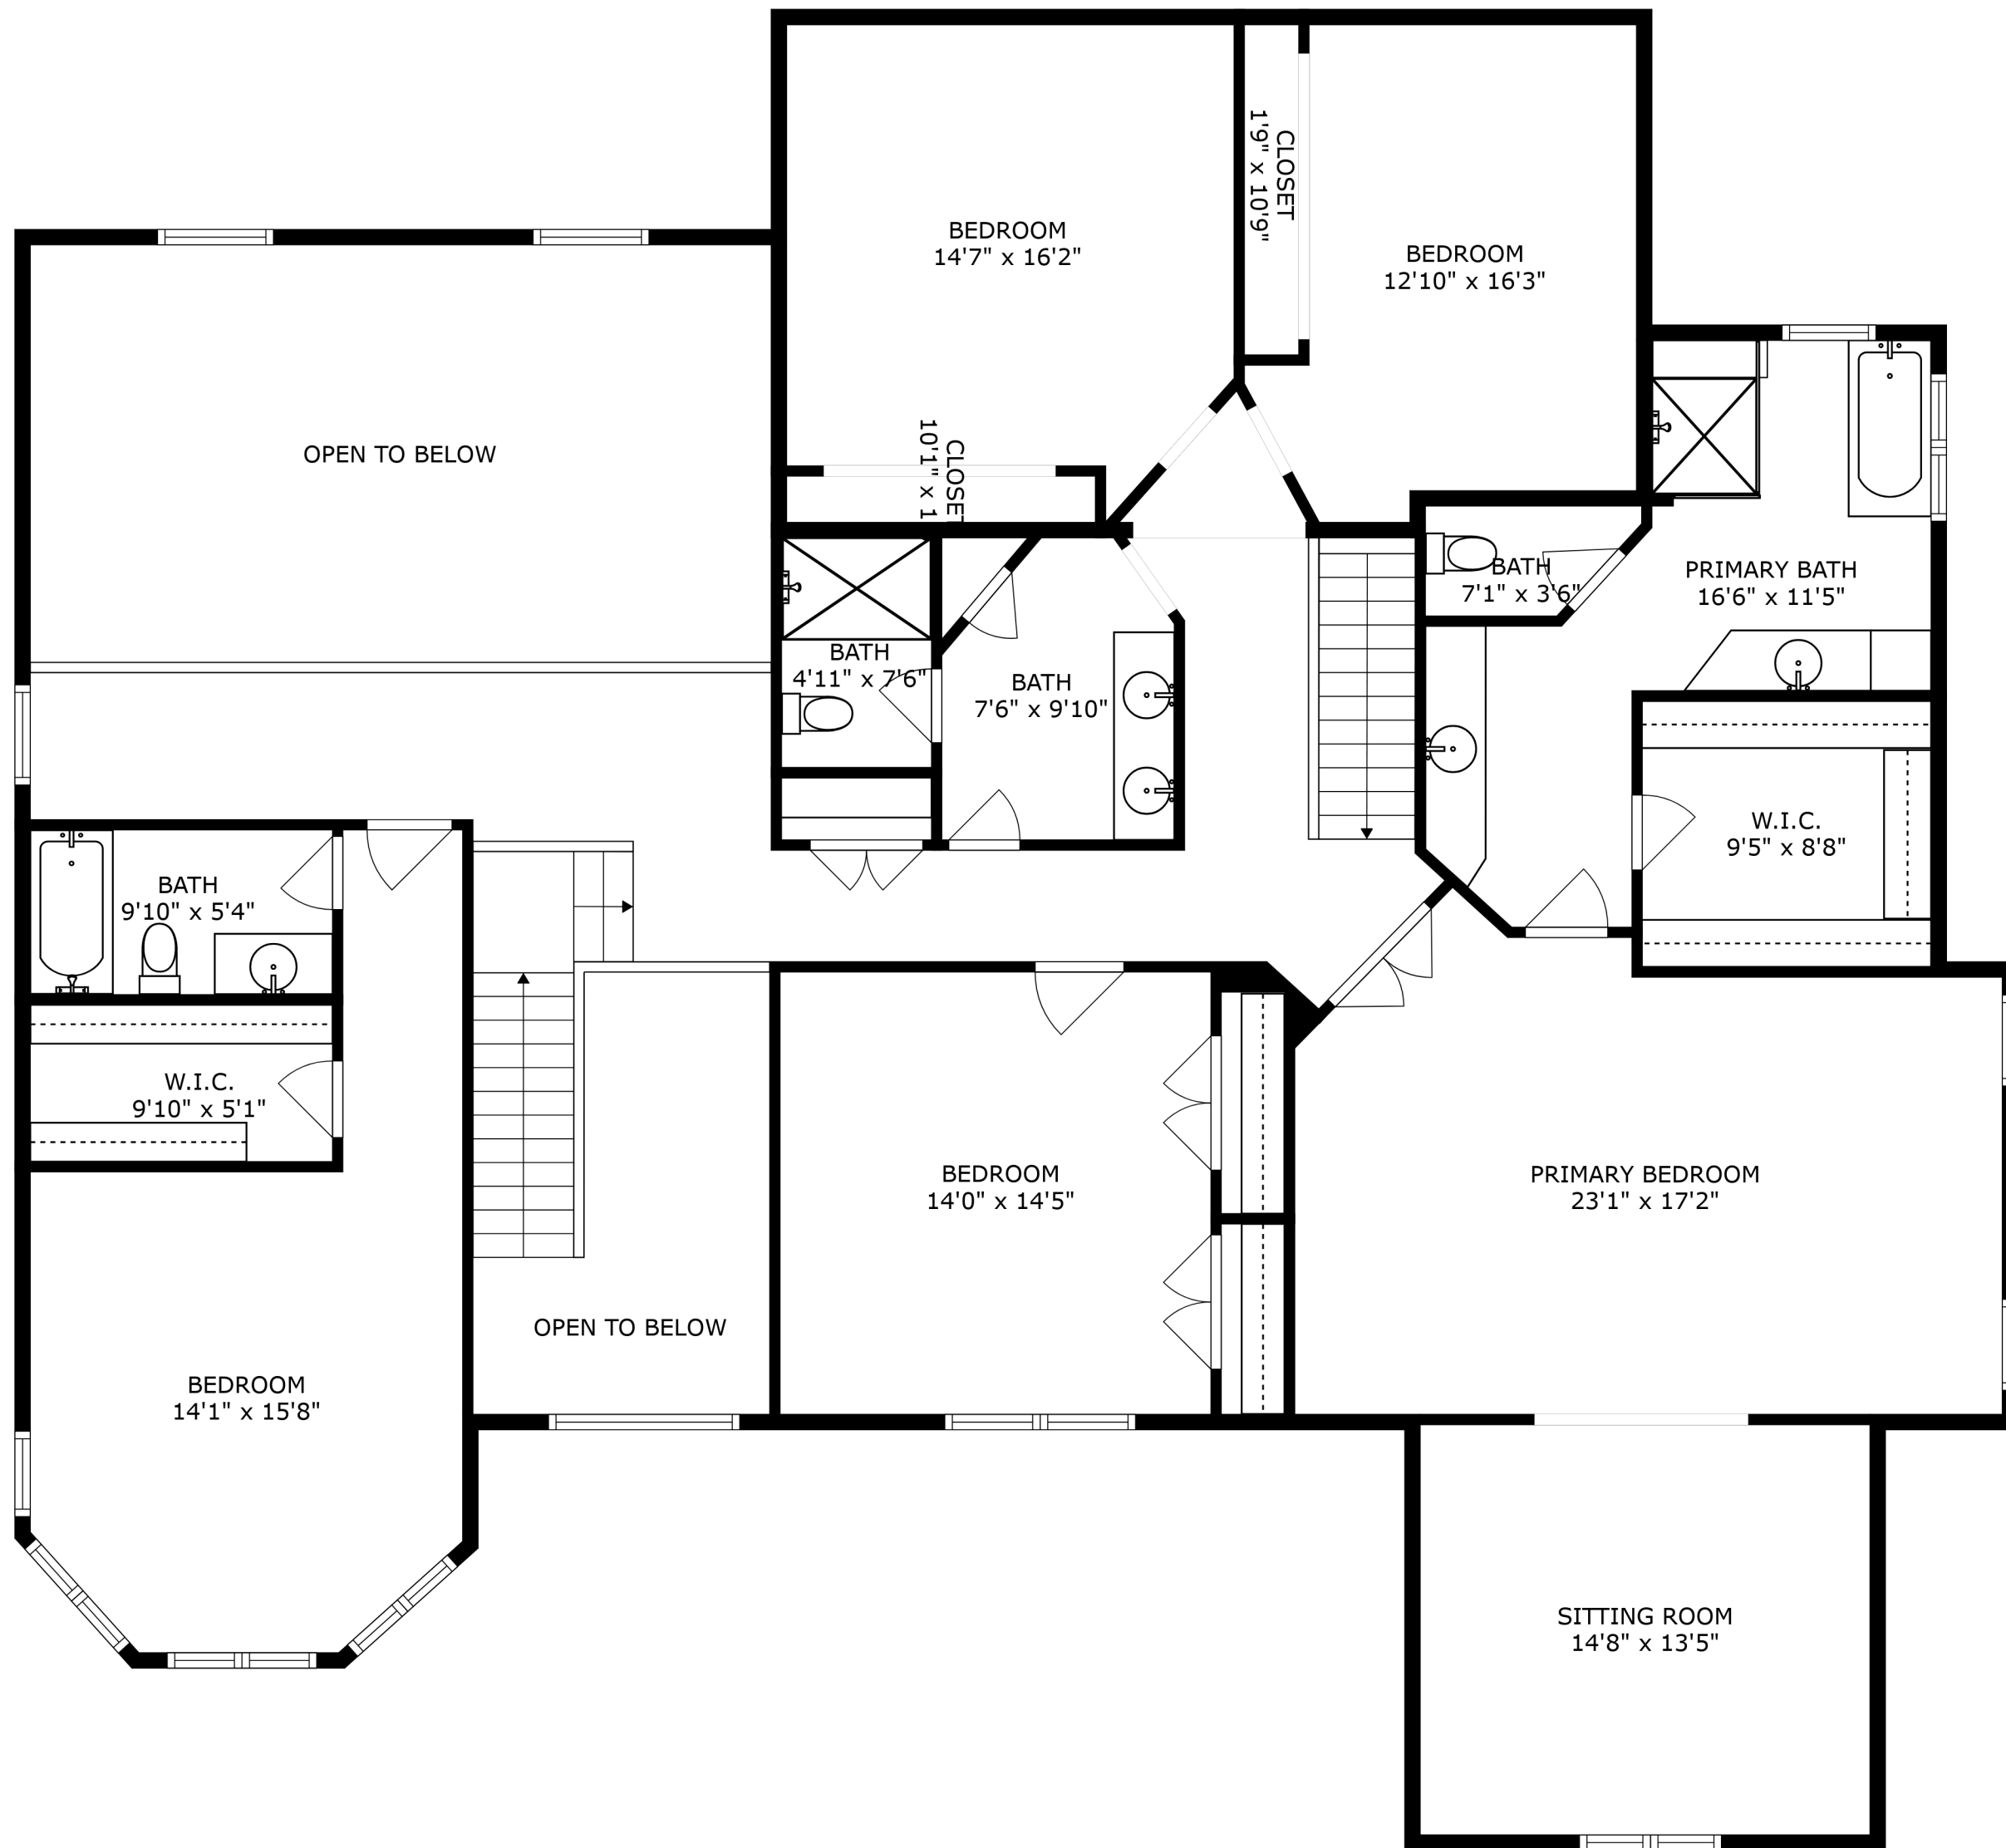 CLOSET
1'9" x 10'9"
BEDROOM
14'7" x 16'2"
BEDROOM
12'10" x 16'3"
OPEN TO BELOW
CLOSET
10'1" x 1
BATH
7'1" x 3'6"
PRIMARY BATH
16'6" x 11'5"
BATH
4'11" x 7'6"
BATH
7'6" x 9'10"
W.I.C.
9'5" x 8'8"
BATH
9'10" x 5'4"
W.I.C.
9'10" x 5'1"
BEDROOM
14'0" x 14'5"
PRIMARY BEDROOM
23'1" x 17'2"
OPEN TO BELOW
BEDROOM
14'1" x 15'8"
SITTING ROOM
14'8" x 13'5"